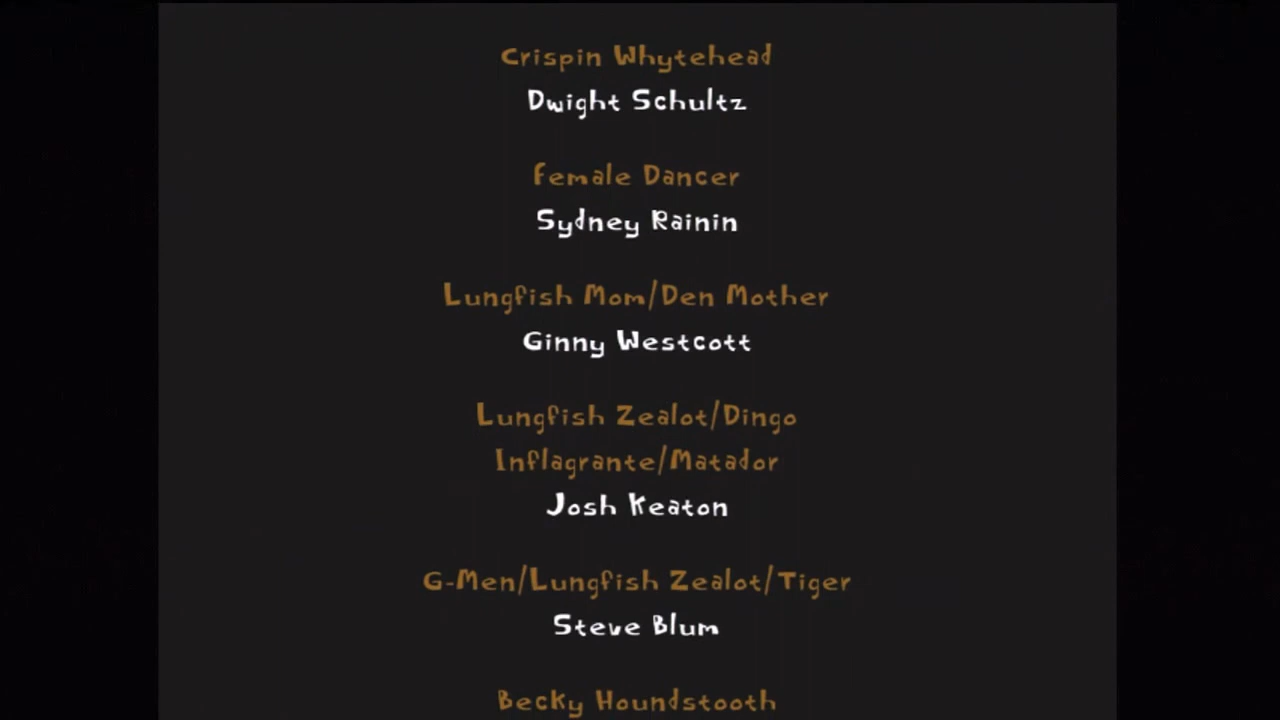 Crispin Whytehead
Dwight Schultz
Female Dancer
Sydney Rainin
Lungfish Mom/Den Mother
Ginny Westcott
Lungfish Zealot/Dingo
Inflagrante/Matador
Josh Keaton
G-Men/Lungfish Zealot/Tiger
Steve Blum
Becky Houndstooth